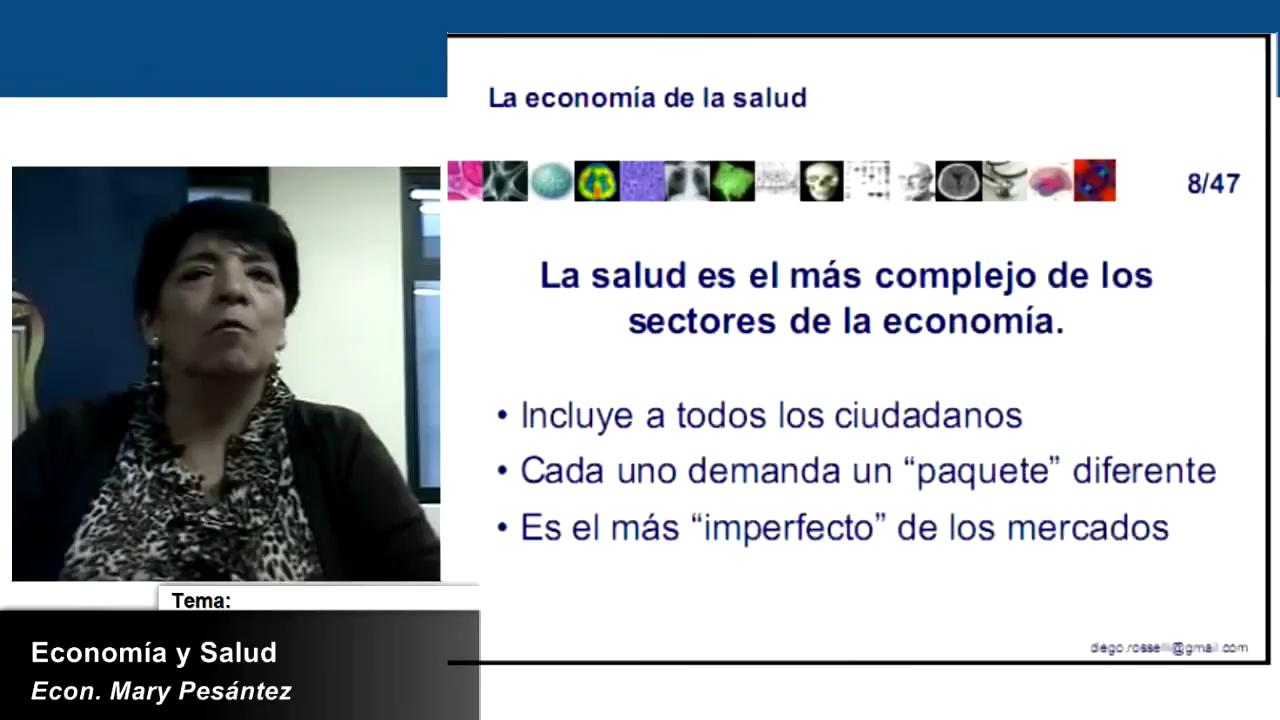 La economía de la salud
8/47
La salud es el más complejo de los
sectores de la economía.
• Incluye a todos los ciudadanos
• Cada uno demanda un “paquete” diferente
• Es el más “imperfecto” de los mercados
diego.rosselli@gmail.com
Tema:
Economía y Salud
Econ. Mary Pesántez